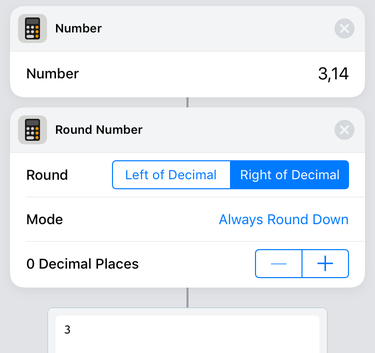 Number
Number 3,14
Round Number
Round Left of Decimal Right of Decimal
Mode Always Round Down
0 Decimal Places
3